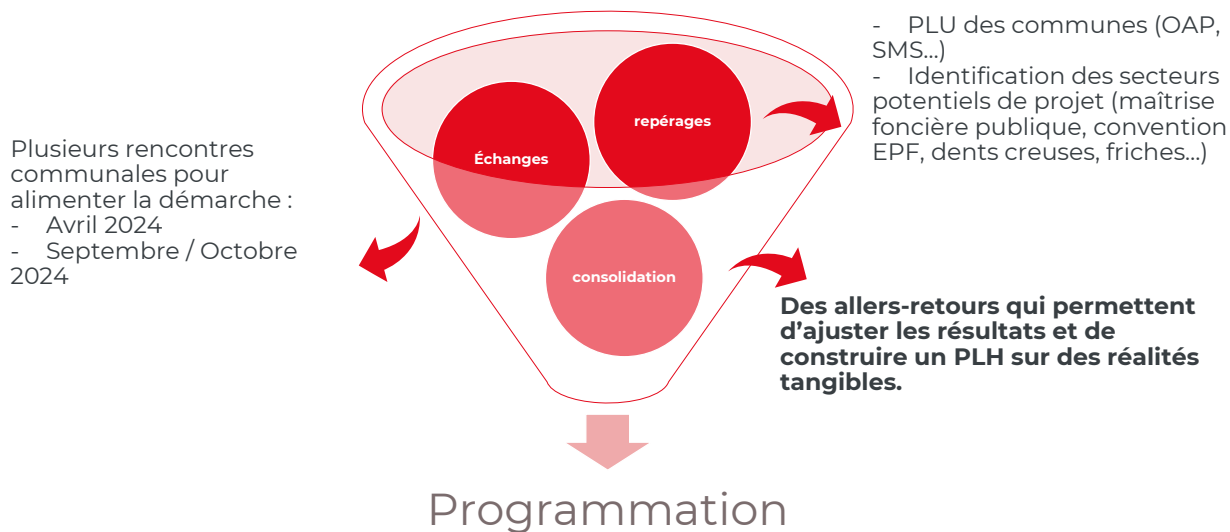 - PLU des communes (OAP,
SMS...)
- Identification des secteurs
potentiels de projet (maîtrise
foncière publique, convention
EPF, dents creuses, friches...)
repérages
Échanges
Plusieurs rencontres
communales pour
alimenter la démarche :
- Avril 2024
- Septembre / Octobre
2024
consolidation
Des allers-retours qui permettent
d'ajuster les résultats et de
construire un PLH sur des réalités
tangibles.
Programmation